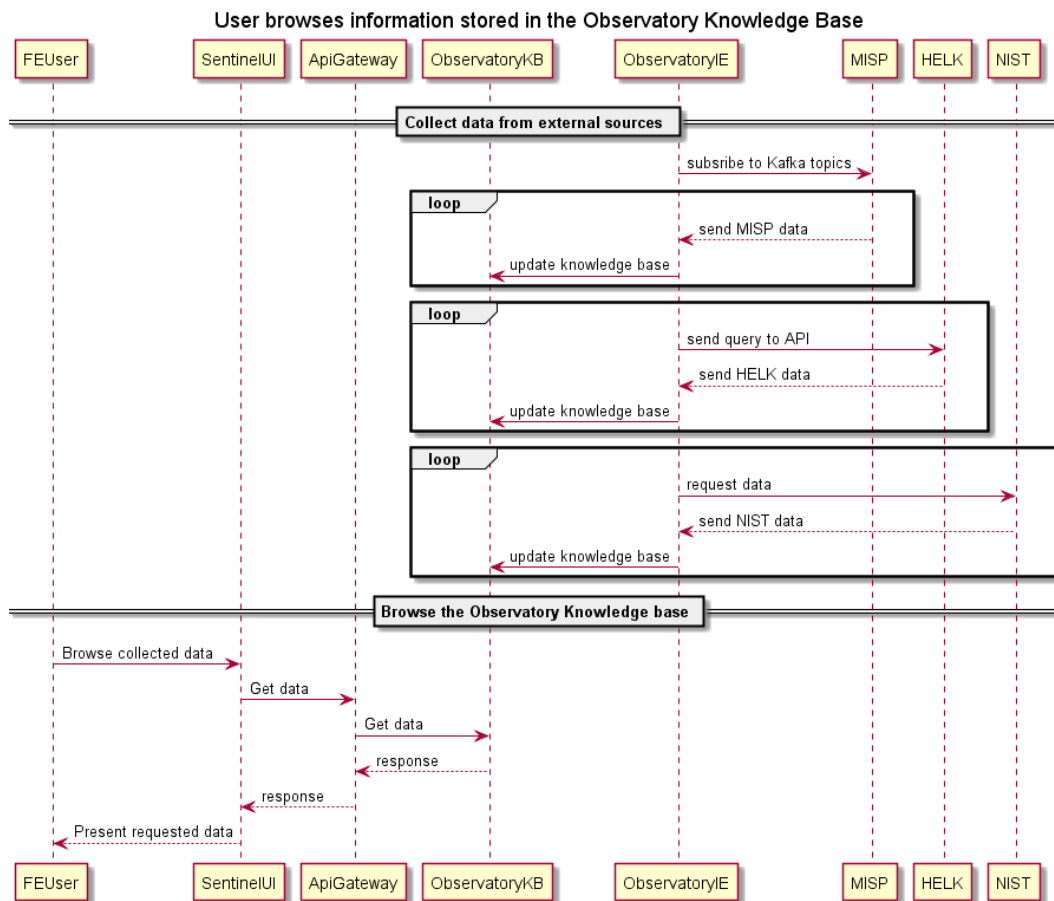 User browses information stored in the Observatory Knowledge Base
FEUser SentinelUI ApiGateway ObservatoryKB ObservatoryIE MISP HELK NIST
Collect data from external sources
subsribe to Kafka topics
loop
send MISP data
update knowledge base
loop
send query to API
send HELK data
update knowledge base
loop
request data
send NIST data
update knowledge base
Browse the Observatory Knowledge base
Browse collected data
Get data
Get data
response
response
Present requested data
FEUser SentinelUI ApiGateway ObservatoryKB ObservatoryIE MISP HELK NIST